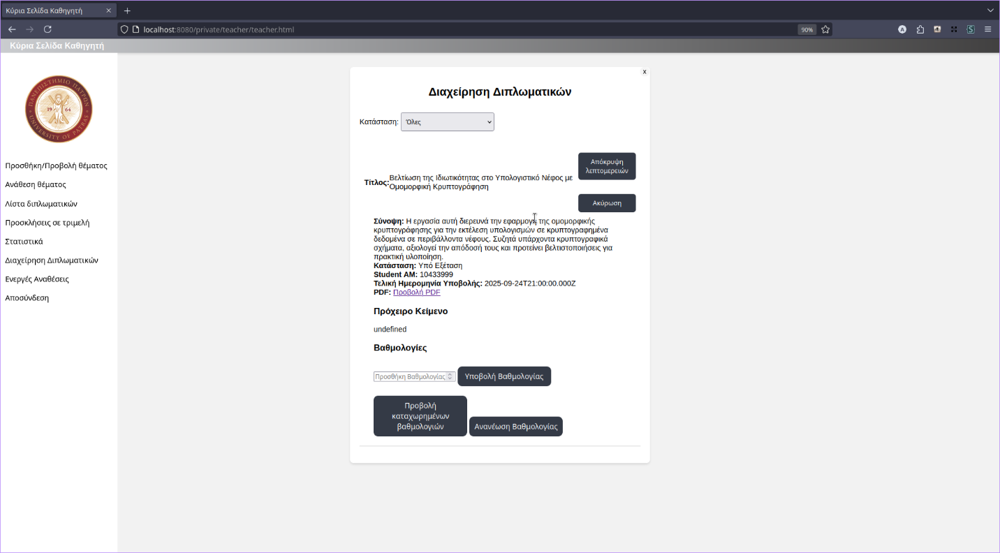 Κύρια Σελίδα Καθηγητή
localhost:8080/private/teacher/teacher.html
90%
A
S
Κύρια Σελίδα Καθηγητή
ΠΑΝΕΠΙΣΤΗΜΙΟ ΠΑΤΡΩΝ
19 64
UNIVERSITY OF PATRAS
Προσθήκη/Προβολή θέματος
Ανάθεση θέματος
Λίστα διπλωματικών
Προσκλήσεις σε τριμελή
Στατιστικά
Διαχείρηση Διπλωματικών
Ενεργές Αναθέσεις
Αποσύνδεση
x
Διαχείρηση Διπλωματικών
Κατάσταση: Όλες
Απόκρυψη
λεπτομερειών
Τίτλος: Βελτίωση της Ιδιωτικότητας στο Υπολογιστικό Νέφος με
Ομομορφική Κρυπτογράφηση
Ακύρωση
Σύνοψη: Η εργασία αυτή διερευνά την εφαρμογή της ομομορφικής
κρυπτογράφησης για την εκτέλεση υπολογισμών σε κρυπτογραφημένα
δεδομένα σε περιβάλλοντα νέφους. Συζητά υπάρχοντα κρυπτογραφικά
σχήματα, αξιολογεί την απόδοσή τους και προτείνει βελτιστοποιήσεις για
πρακτική υλοποίηση.
Κατάσταση: Υπό Εξέταση
Student AM: 10433999
Τελική Ημερομηνία Υποβολής: 2025-09-24T21:00:00.000Z
PDF: Προβολή PDF
Πρόχειρο Κείμενο
undefined
Βαθμολογίες
Προσθήκη Βαθμολογίας Υποβολή Βαθμολογίας
Προβολή
καταχωρημένων
βαθμολογιών
Ανανέωση Βαθμολογίας